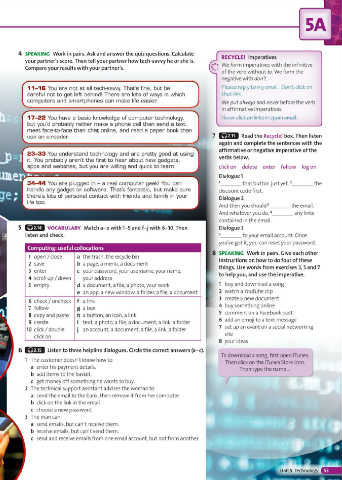 5A
4 SPEAKING Work in pairs. Ask and answer the quiz questions. Calculate
your partner's score. Then tell your partner how tech-savvy he or she is.
Compare your results with your partner's.
11–16 You are not at all tech-savvy. That's fine, but be
careful not to get left behind! There are lots of ways in which
computers and smartphones can make life easier!
17–22 You have a basic knowledge of computer technology,
but you'd probably rather make a phone call than send a text,
meet face-to-face than chat online, and read a paper book than
use an e-reader.
23–33 You understand technology and are pretty good at using
it. You probably aren't the first to hear about new gadgets,
apps and websites, but you are willing and quick to learn.
34–44 You are plugged in – a real computer geek! You can
friends any gadget or software. That's fantastic, but make sure
there's lots of personal contact with friends and family in your
life too!
5 2.14 VOCABULARY Match a–e with 1–5 and f–j with 6–10. Then
listen and check.
Computing: useful collocations
1 open / close a the trash, the recycle bin
2 save b a page, a menu, a document
3 enter c your password, your username, your name,
4 scroll up / down your address
5 empty d a document, a file, a photo, your work
e an app, a new window, a folder, a file, a document
6 check / uncheck f a link
7 follow g a box
8 copy and paste h a button, an icon, a link
9 create i text, a photo, a file, a document, a link, a folder
10 click / double j an account, a document, a file, a link, a folder
click on
6 Listen to three helpline dialogues. Circle the correct answers (a–c).
1 The customer doesn't know how to
a enter his payment details.
b add items to the basket.
c get money off something he wants to buy.
2 The technical support assistant advises the woman to
a send the email to the bank, then remove it from her computer.
b click on the link in the email.
c choose a new password.
3 The man can
a send emails, but can't receive them.
b receive emails, but can't send them.
c send and receive emails from one email account, but not from another.
RECYCLE! Imperatives
We form imperatives with the infinitive
of the verb without to. We form the
negative with don't.
Please reply to my email. Don't click on
that link.
We put always and never before the verb
in affirmative imperatives.
Never click on links in spam email.
7 2.15 Read the Recycle! box. Then listen
again and complete the sentences with the
affirmative or negative imperative of the
verbs below.
click on delete enter follow log on
Dialogue 1
that button just yet. the
discount code first.
Dialogue 2
And then you should the email.
And whatever you do, any links
contained in the email.
Dialogue 3
to your email account. Once
you've got it, you can reset your password.
8 SPEAKING Work in pairs. Give each other
instructions on how to do four of these
things. Use words from exercises 3, 5 and 7
to help you, and use the imperative.
1 buy and download a song
2 watch a YouTube clip
3 create a new document
4 buy something online
5 comment on a Facebook post
6 add an emoji to a text message
7 set up an event on a social networking
site
8 your ideas
To download a song, first open iTunes.
Then click on the iTunes Store icon.
Then type the name ...
Unit 5 Technology 53